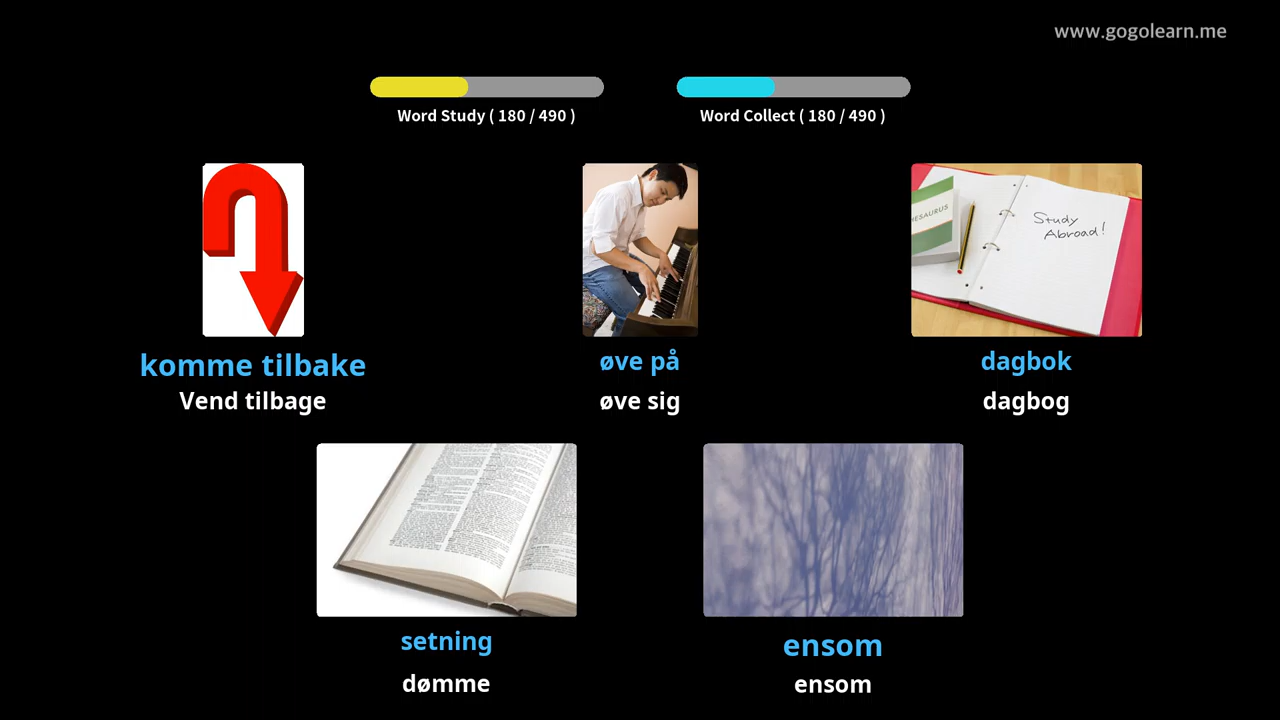 www.gogolearn.me
Word Study ( 180 / 490 )
Word Collect ( 180 / 490 )
ESAURUS
Study
Abroad!
komme tilbake
Vend tilbage
øve på
øve sig
dagbok
dagbog
setning
dømme
ensom
ensom